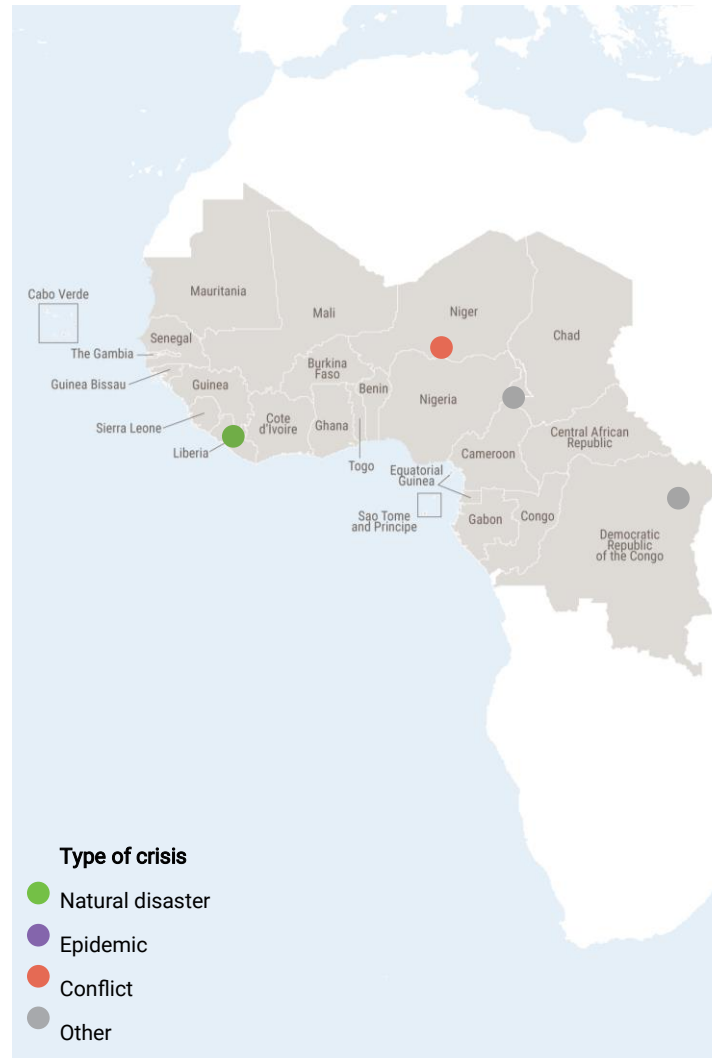 Mauritania
Cabo Verde
Mali
Niger
Chad
Senegal
The Gambia
Guinea Bissau
Guinea
Burkina
Faso
Benin
Nigeria
Sierra Leone
Liberia
Cote
d'Ivoire
Ghana
Togo
Central African
Republic
Cameroon
Equatorial
Guinea
Sao Tome
and Principe
Gabon
Congo
Democratic
Republic
of the Congo
Type of crisis
Natural disaster
Epidemic
Conflict
Other